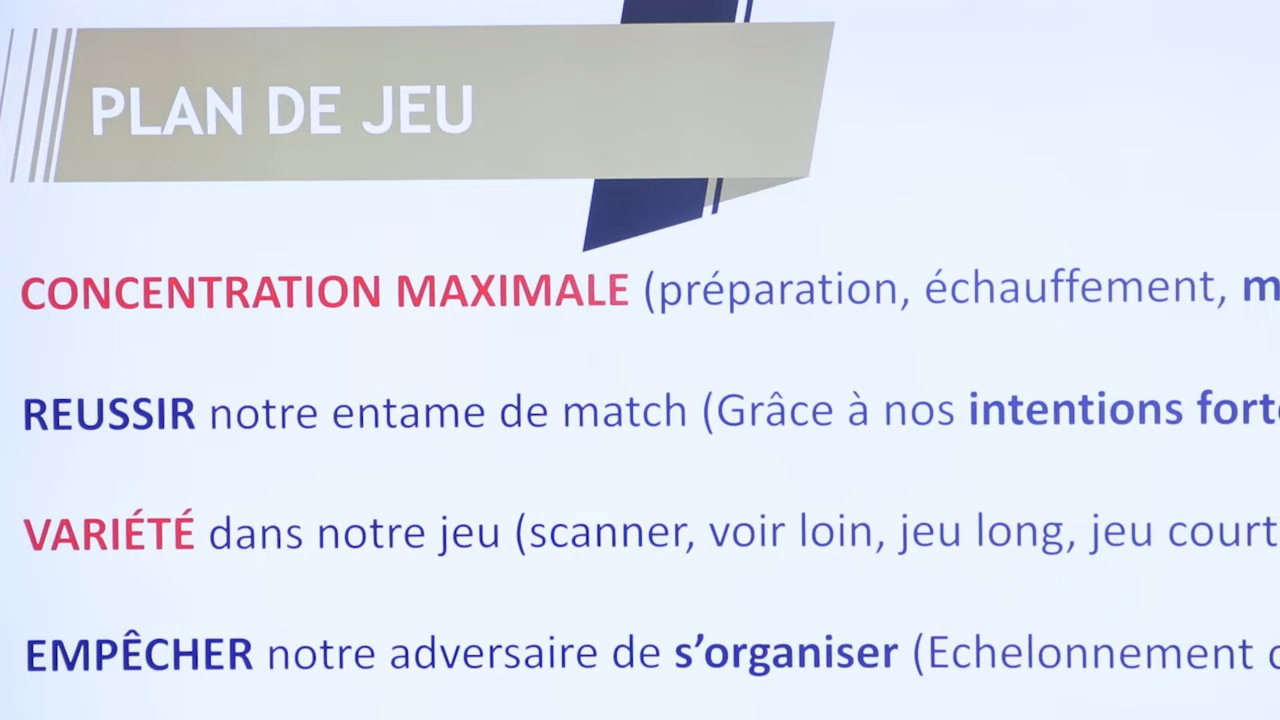 PLAN DE JEU
CONCENTRATION MAXIMALE (préparation, échauffement,
REUSSIR notre entame de match (Grâce à nos intentions
VARIÉTÉ dans notre jeu (scanner, voir loin, jeu long, jeu court
EMPÊCHER notre adversaire de s’organiser (Echelonnement